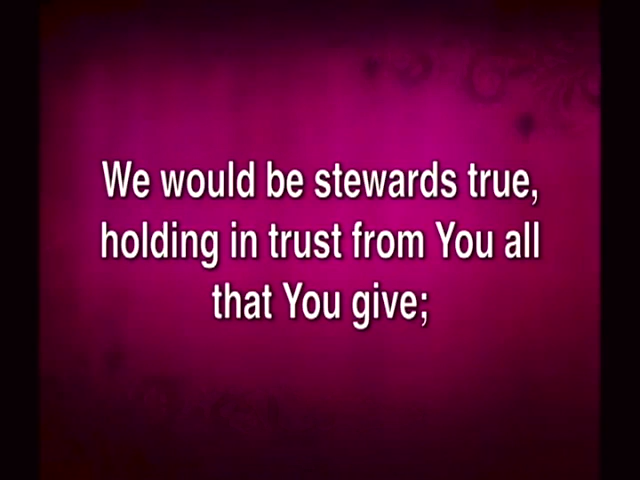 We would be stewards true,
holding in trust from You all
that You give;